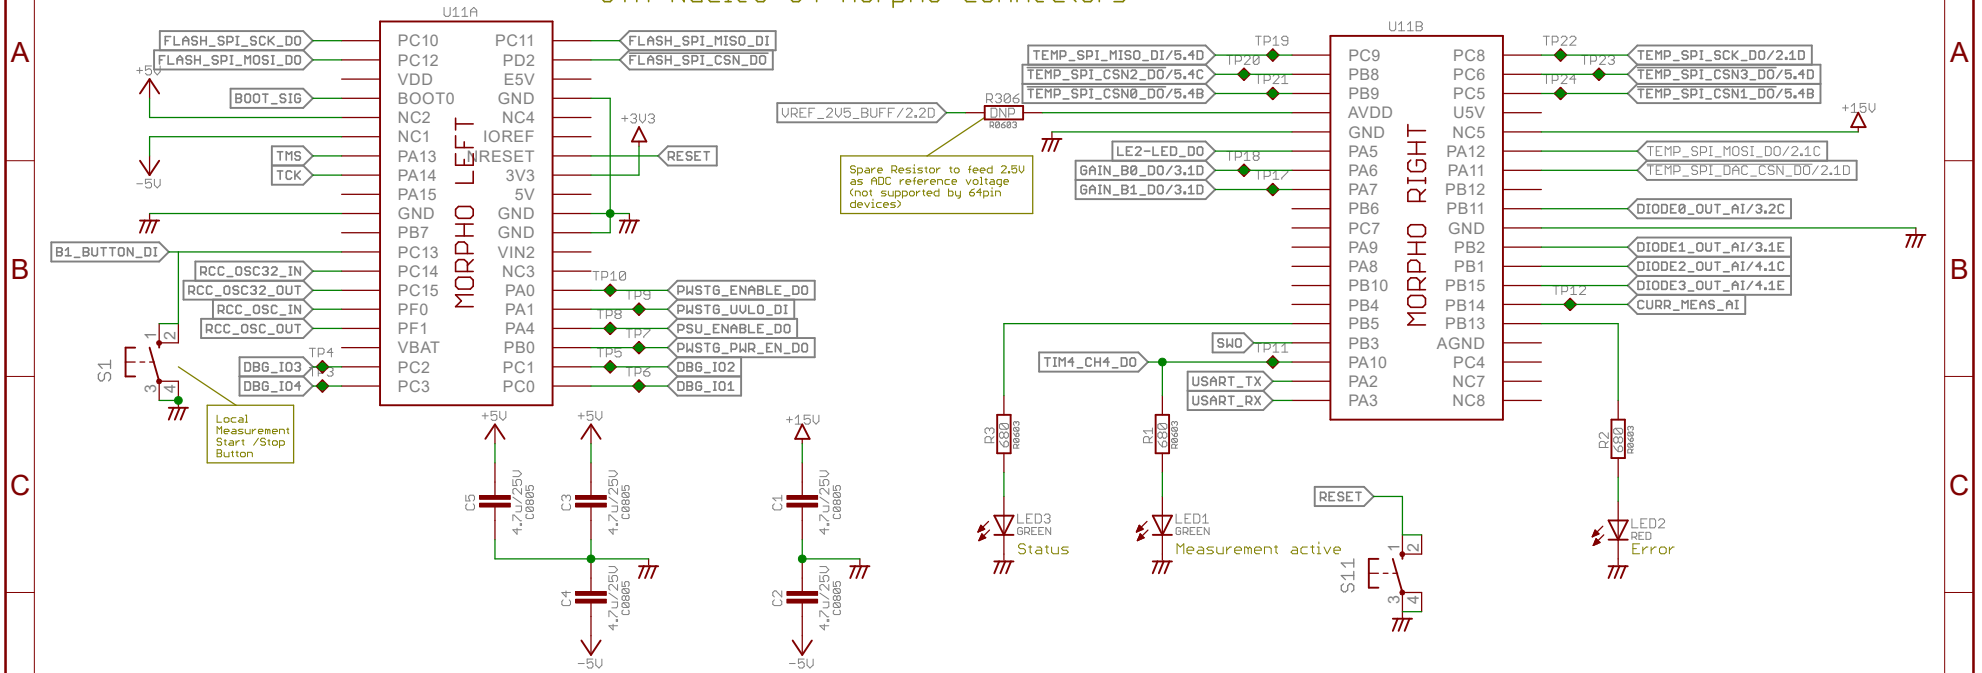 A
U11A
FLASH_SPI_SCK_DO
FLASH_SPI_MOSI_DO
+5V
BOOT_SIG
-5V
TMS
TCK
B1_BUTTON_DI
RCC_OSC32_IN
RCC_OSC32_OUT
RCC_OSC_IN
RCC_OSC_OUT
TP4
DBG_IO3
TP3
DBG_IO4
PC10
PC12
VDD
BOOT0
NC2
NC1
PA13
PA14
PA15
GND
PB7
PC13
PC14
PC15
PF0
PF1
VBAT
PC2
PC3
MORPHO LEFT
PC11
PD2
E5V
GND
NC4
IOREF
NRESET
3V3
5V
GND
GND
VIN2
NC3
PA0
PA1
PA4
PB0
PC1
PC0
FLASH_SPI_MISO_DI
FLASH_SPI_CSN_DO
+3V3
RESET
TP10
PWSTG_ENABLE_DO
TP9
PWSTG_UVLO_DI
TP8
PSU_ENABLE_DO
TP7
PWSTG_PWR_EN_DO
TP5
DBG_IO2
TP6
DBG_IO1
S1
1
2
3
4
Local
Measurement
Start /Stop
Button
+5V
+5V
+15V
C5
4.7u/25V
C0805
C3
4.7u/25V
C0805
C1
4.7u/25V
C0805
C4
4.7u/25V
C0805
C2
4.7u/25V
C0805
-5V
-5V
U11B
TEMP_SPI_MISO_DI/5.4D
TP19
TEMP_SPI_CSN2_DO/5.4C
TP20
TEMP_SPI_CSN0_DO/5.4B
TP21
VREF_2V5_BUFF/2.2D
R306
DNP
R0603
Spare Resistor to feed 2.5V
as ADC reference voltage
(not supported by 64pin
devices)
LE2-LED_DO
GAIN_B0_DO/3.1D
TP18
GAIN_B1_DO/3.1D
TP17
SWO
TIM4_CH4_DO
TP11
USART_TX
USART_RX
PC9
PB8
PB9
AVDD
GND
PA5
PA6
PA7
PB6
PC7
PA9
PA8
PB10
PB4
PB5
PB3
PA10
PA2
PA3
MORPHO RIGHT
PC8
PC6
PC5
U5V
NC5
PA12
PA11
PB12
PB11
GND
PB2
PB1
PB15
PB14
PB13
AGND
PC4
NC7
NC8
TP22
TEMP_SPI_SCK_DO/2.1D
TP23
TEMP_SPI_CSN3_DO/5.4D
TP24
TEMP_SPI_CSN1_DO/5.4B
+15V
TEMP_SPI_MOSI_DO/2.1C
TEMP_SPI_DAC_CSN_DO/2.1D
DIODE0_OUT_AI/3.2C
DIODE1_OUT_AI/3.1E
DIODE2_OUT_AI/4.1C
DIODE3_OUT_AI/4.1E
TP12
CURR_MEAS_AI
R3
680
R0603
R1
680
R0603
R2
680
R0603
LED3
GREEN
Status
LED1
GREEN
Measurement active
RESET
S11
1
2
3
4
LED2
RED
Error
A
B
B
C
C